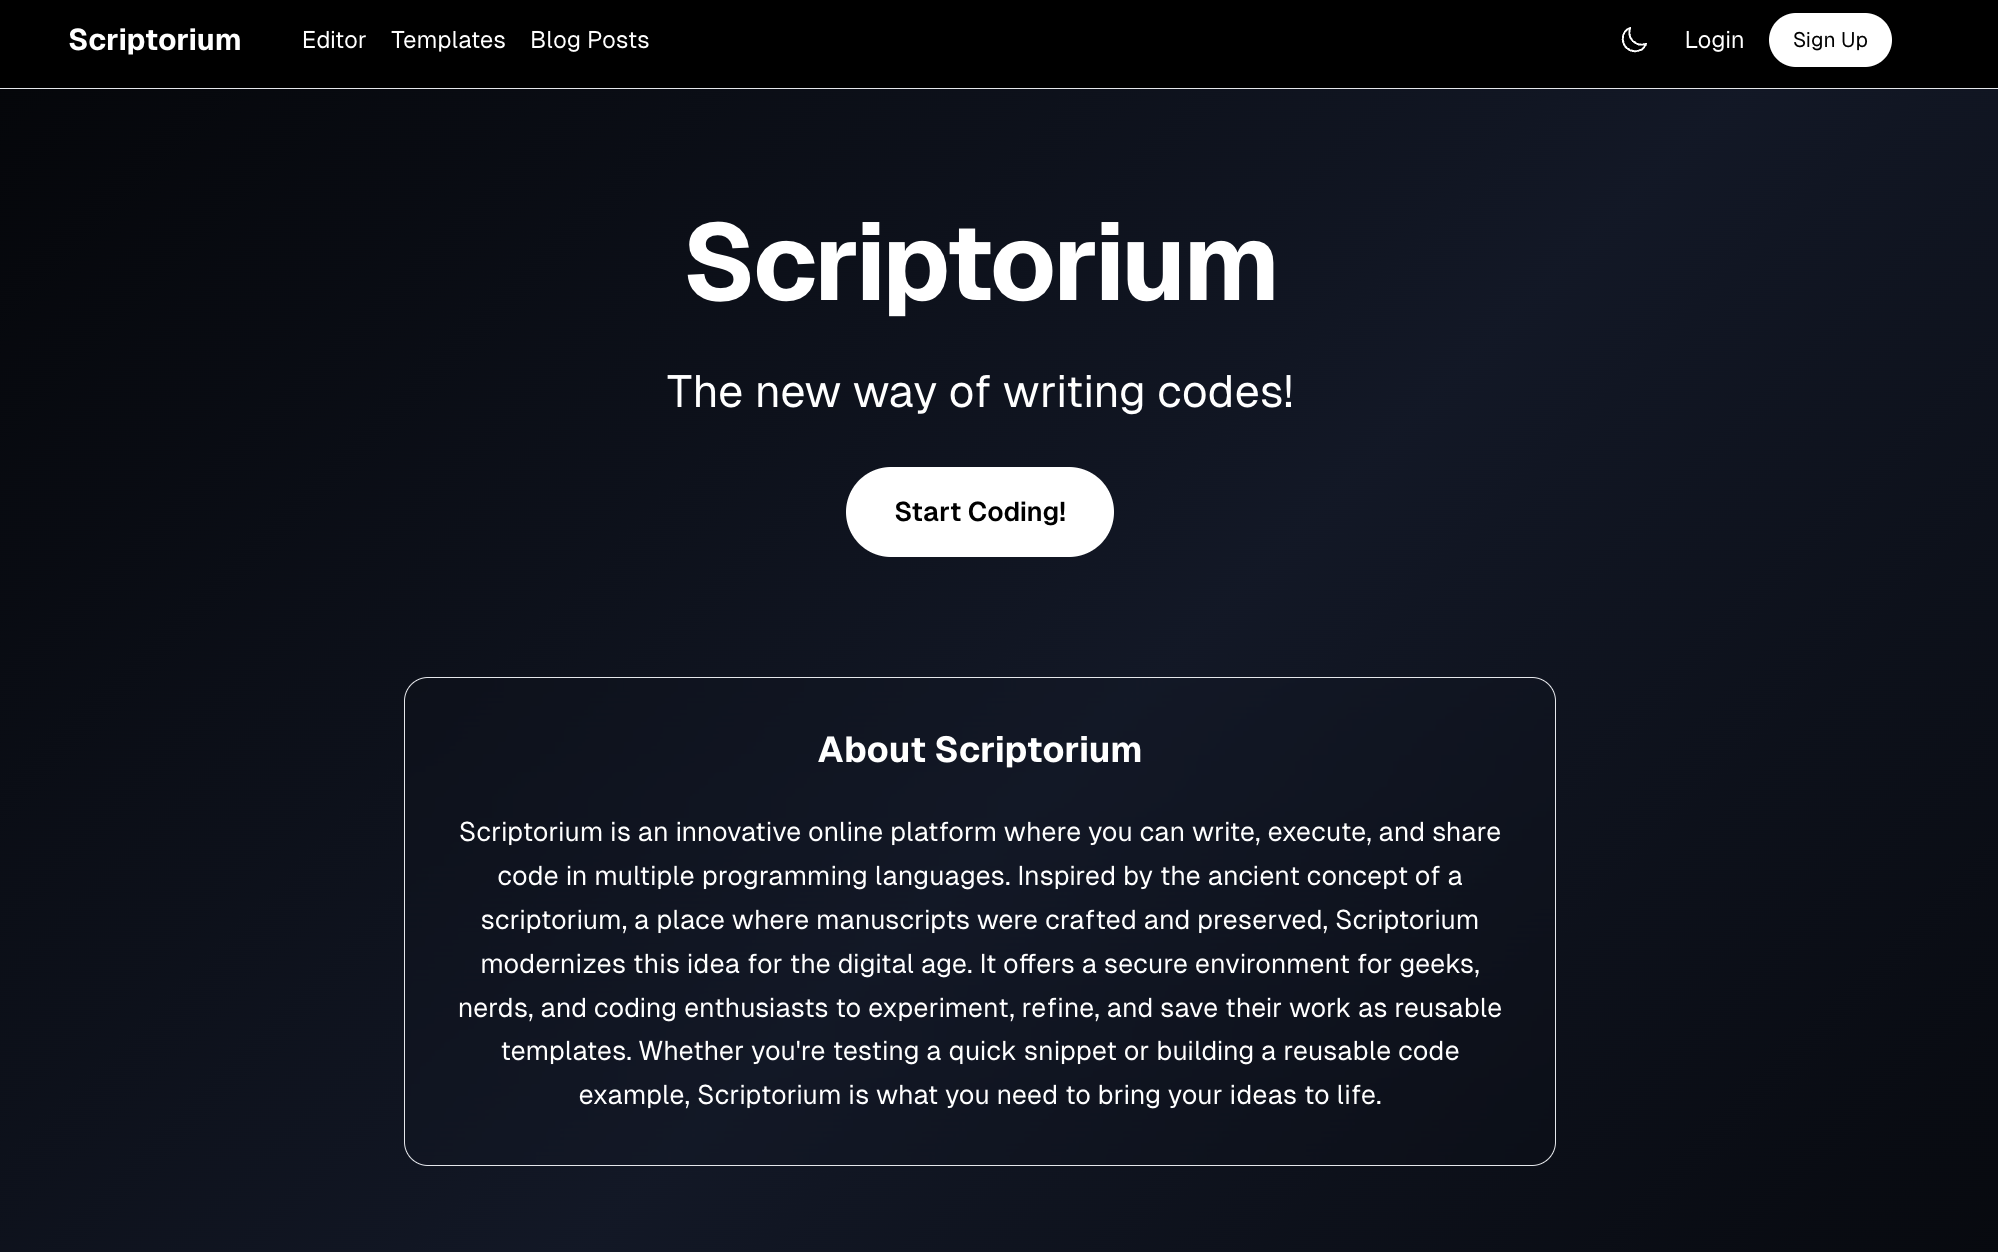 Scriptorium
Editor
Templates
Blog Posts
Login
Sign Up
Scriptorium
The new way of writing codes!
Start Coding!
About Scriptorium
Scriptorium is an innovative online platform where you can write, execute, and share
code in multiple programming languages. Inspired by the ancient concept of a
scriptorium, a place where manuscripts were crafted and preserved, Scriptorium
modernizes this idea for the digital age. It offers a secure environment for geeks,
nerds, and coding enthusiasts to experiment, refine, and save their work as reusable
templates. Whether you're testing a quick snippet or building a reusable code
example, Scriptorium is what you need to bring your ideas to life.